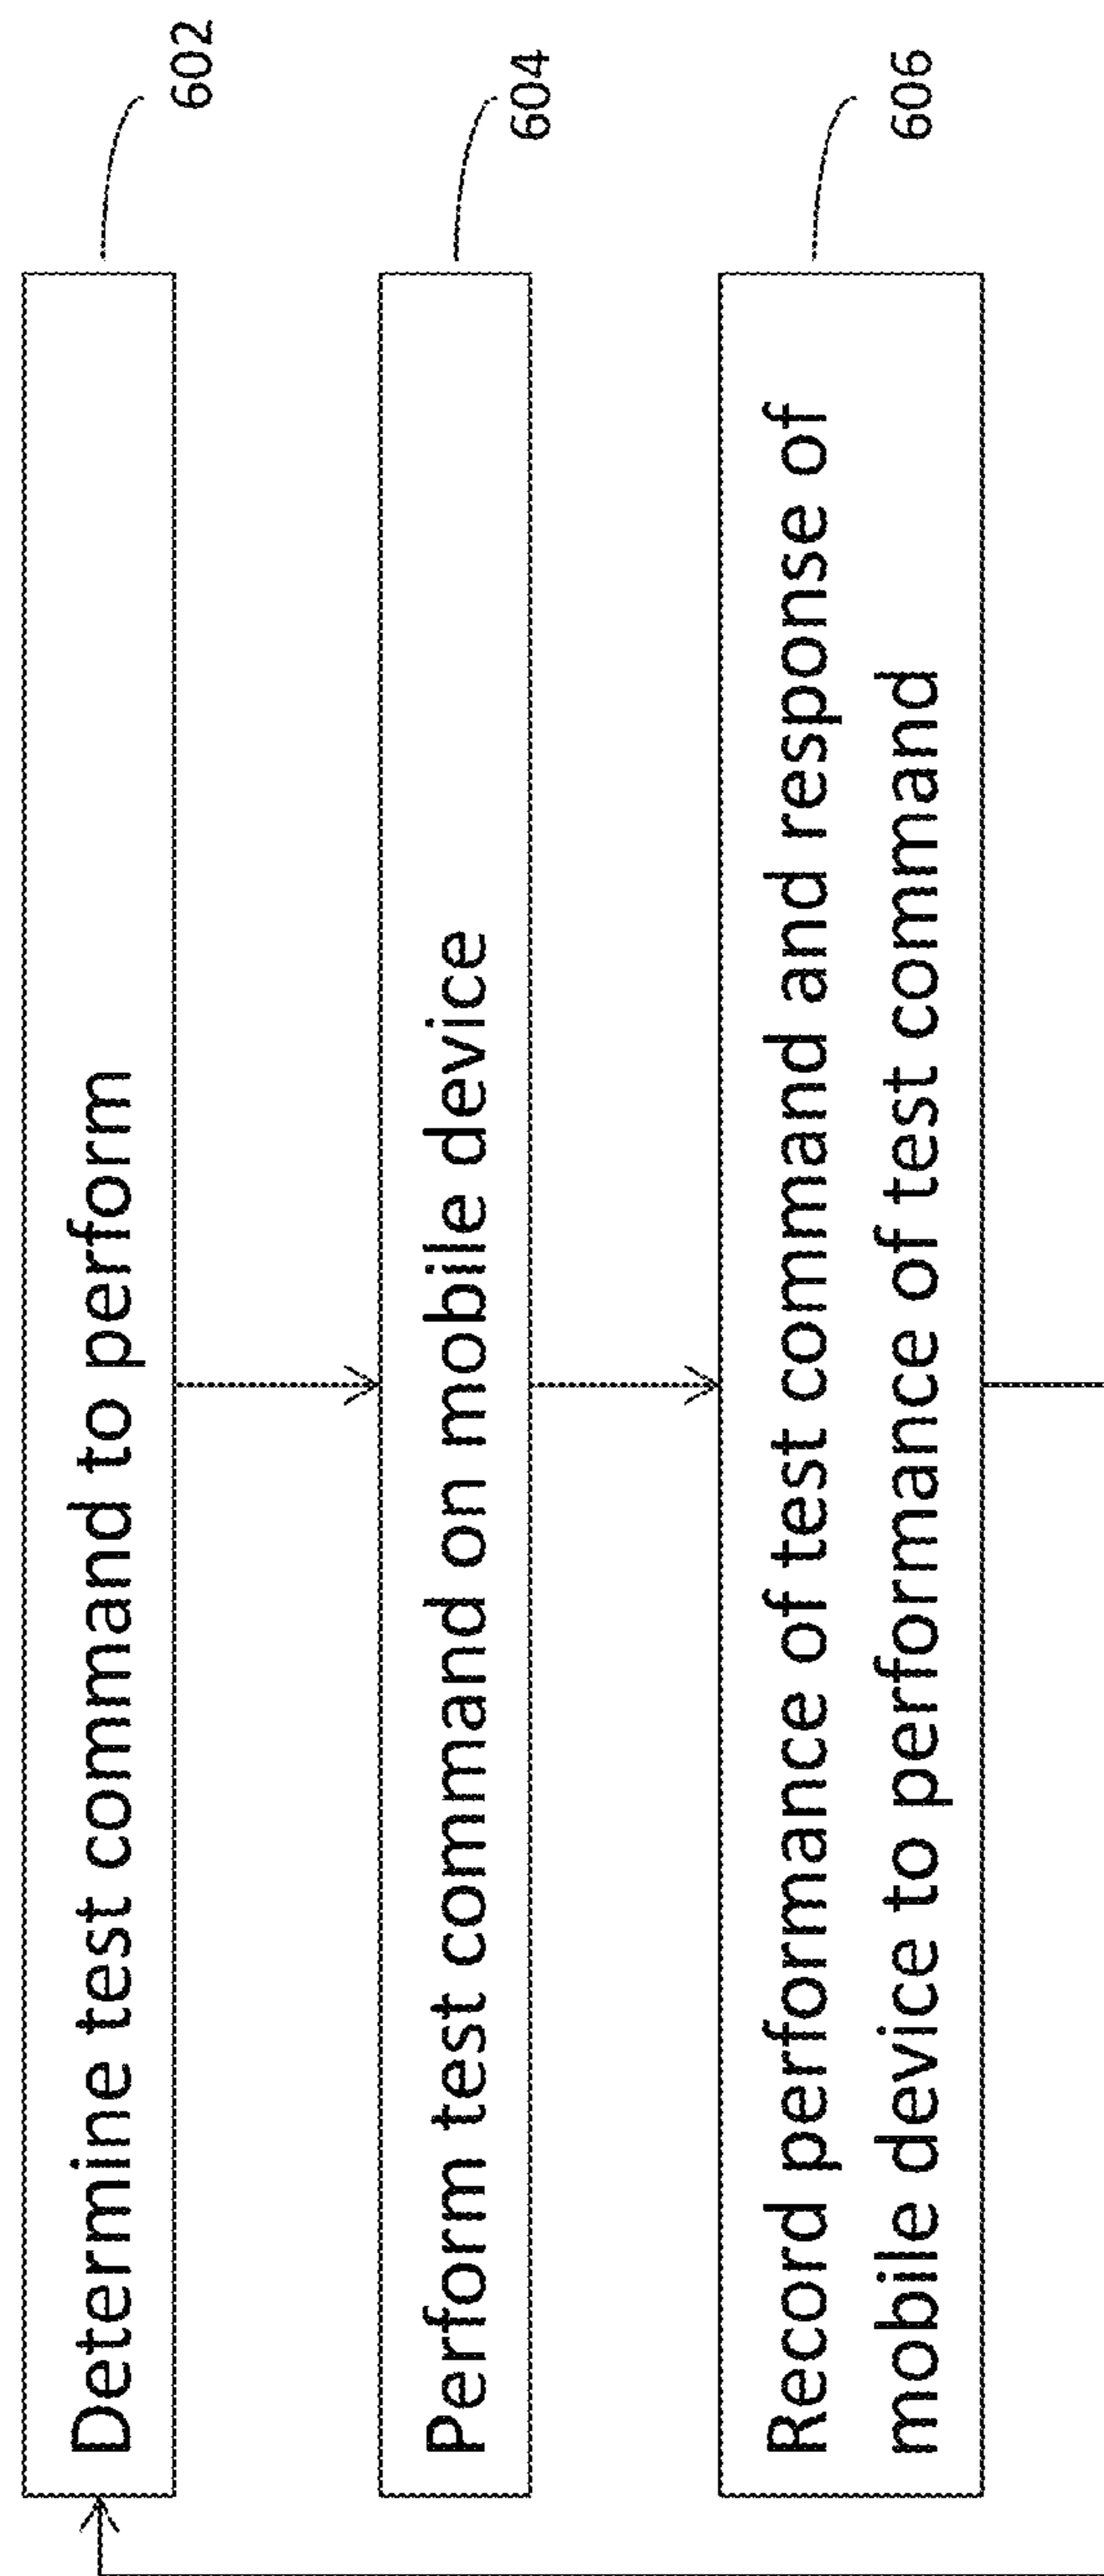 Determine test command to perform
602
Perform test command on mobile device
604
Record performance of test command and response of
mobile device to performance of test command
606